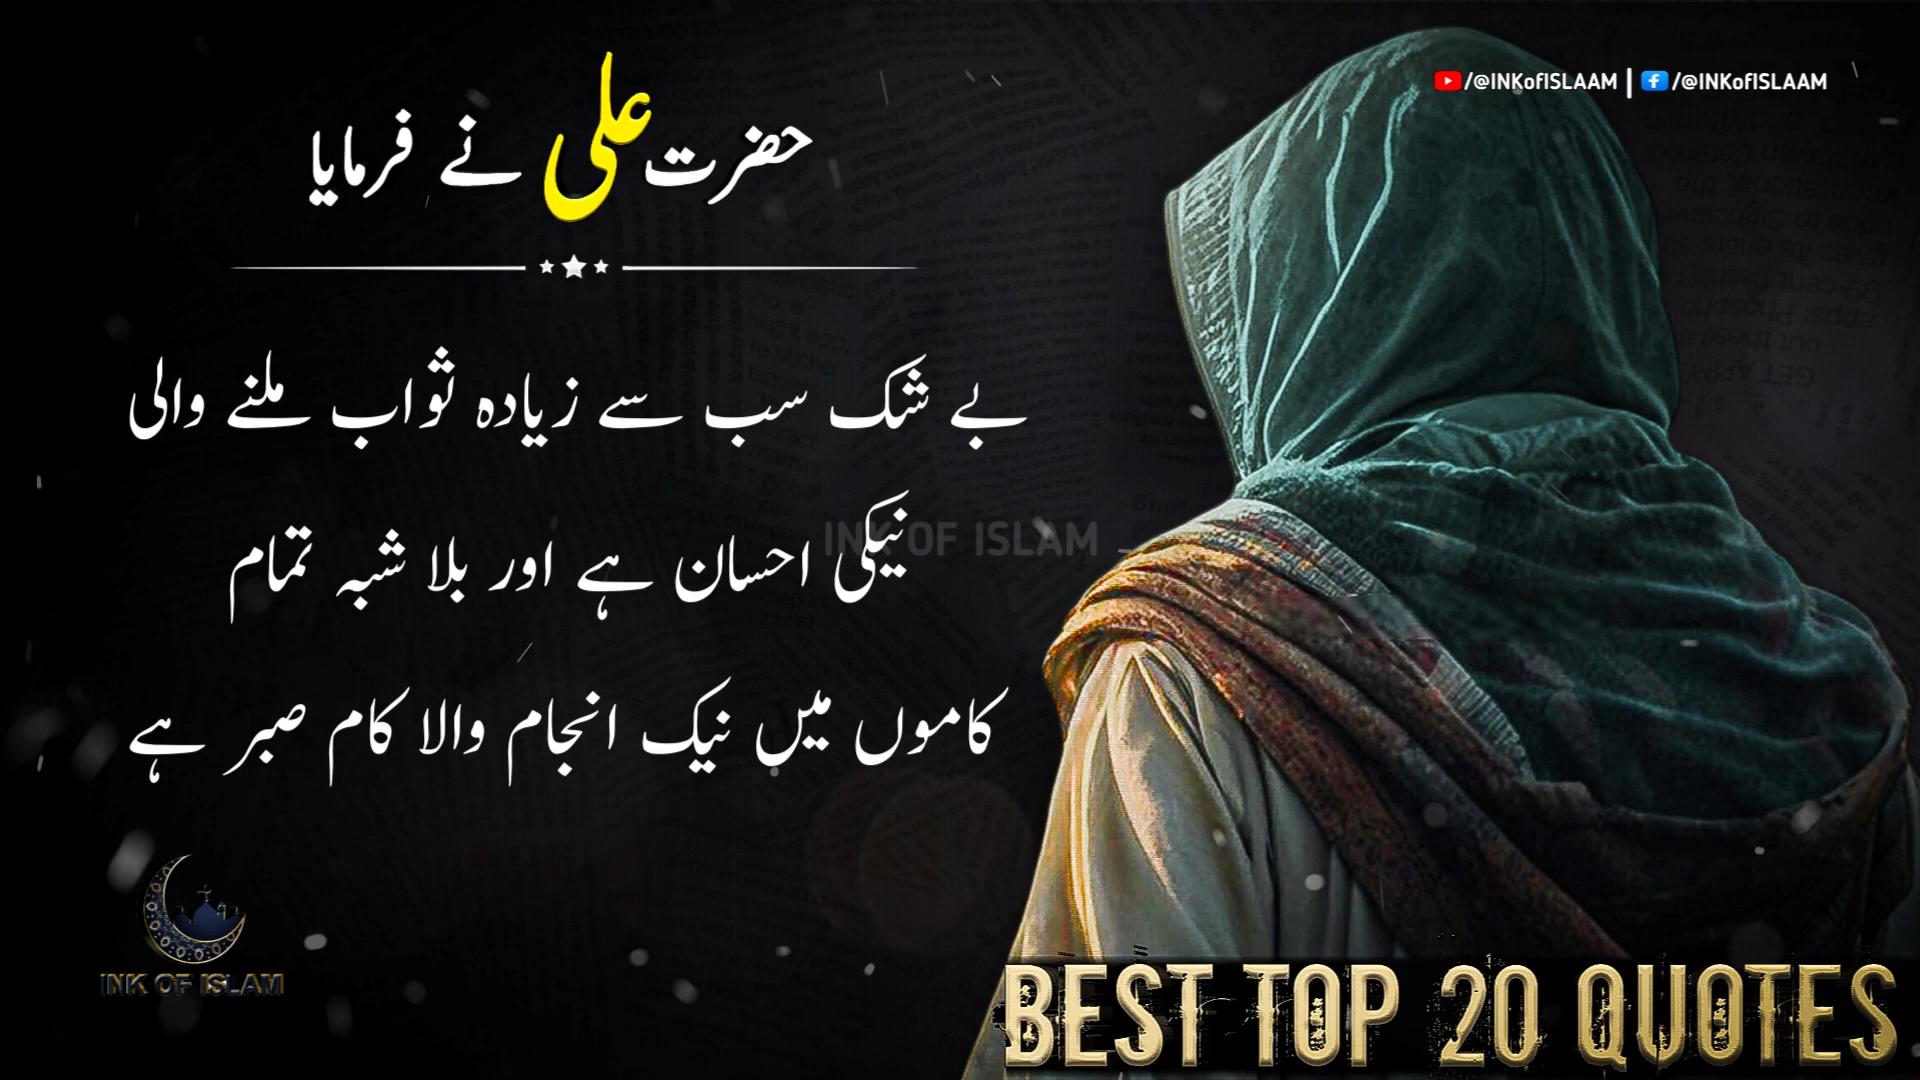 /@INKofISLAAM | /@INKofISLAAM
حضرت علی نے فرمایا
بے شک سب سے زیادہ ثواب ملنے والی
نیکی احسان ہے اور بلا شبہ تمام
کاموں میں نیک انجام والا کام صبر ہے
INK OF ISLAM
INK OF ISLAM
BEST TOP 20 QUOTES